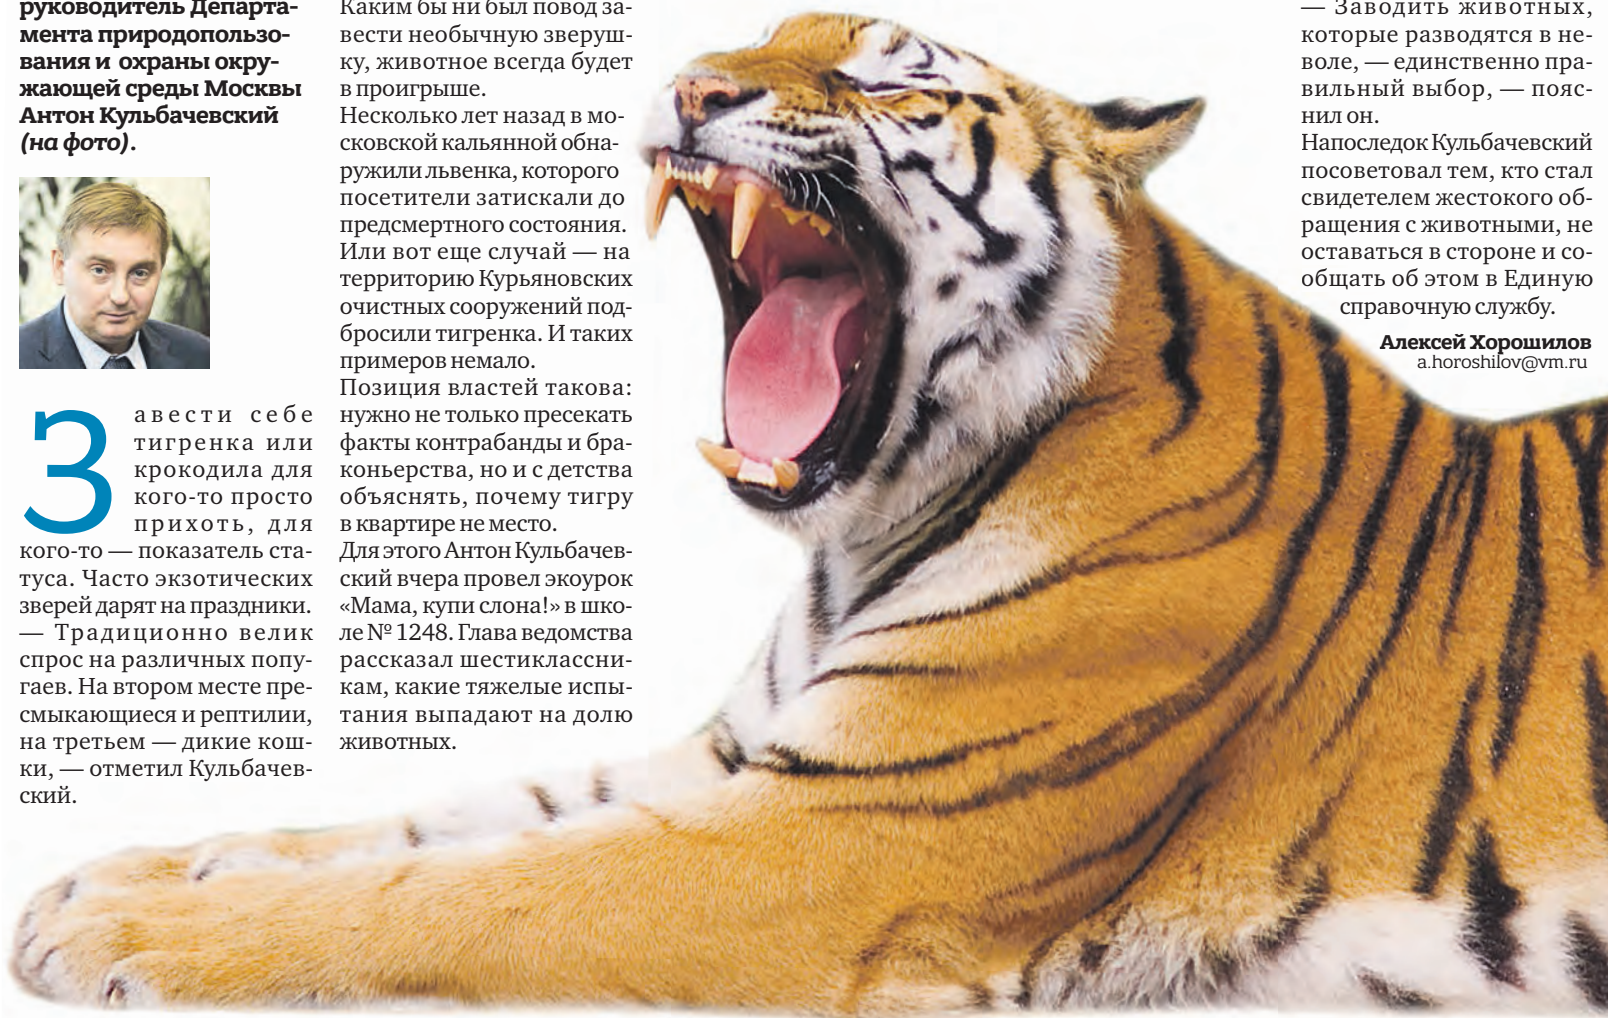 руководитель Департа-
мента природопользо-
вания и охраны окру-
жающей среды Москвы
Антон Кульбачевский
(на фото).
Завести себе
тигренка или
крокодила для
кого-то просто
прихоть, для
кого-то — показатель ста-
туса. Часто экзотических
зверей дарят на праздники.
— Традиционно велик
спрос на различных попу-
гаев. На втором месте пре-
смыкающиеся и рептилии,
на третьем — дикие кош-
ки, — отметил Кульбачев-
ский.
Каким бы ни был повод за-
вести необычную зверуш-
ку, животное всегда будет
в проигрыше.
Несколько лет назад в мо-
сковской кальянной обна-
ружили львенка, которого
посетители затискали до
предсмертного состояния.
Или вот еще случай — на
территорию Курьяновских
очистных сооружений под-
бросили тигренка. И таких
примеров немало.
Позиция властей такова:
нужно не только пресекать
факты контрабанды и бра-
коньерства, но и с детства
объяснять, почему тигру
в квартире не место.
Для этого Антон Кульбачев-
ский вчера провел экоурок
«Мама, купи слона!» в шко-
ле № 1248. Глава ведомства
рассказал шестиклассни-
кам, какие тяжелые испы-
тания выпадают на долю
животных.
— Заводить животных,
которые разводятся в не-
воле, — единственно пра-
вильный выбор, — пояс-
нил он.
Напоследок Кульбачевский
посоветовал тем, кто стал
свидетелем жестокого об-
ращения с животными, не
оставаться в стороне и со-
общать об этом в Единую
справочную службу.
Алексей Хорошилов
a.horoshilov@vm.ru